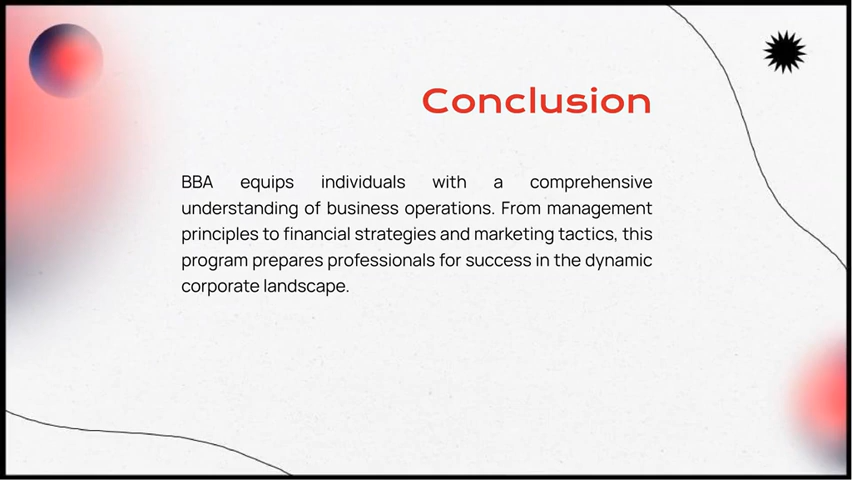 Conclusion
BBA equips individuals with a comprehensive
understanding of business operations. From management
principles to financial strategies and marketing tactics, this
program prepares professionals for success in the dynamic
corporate landscape.